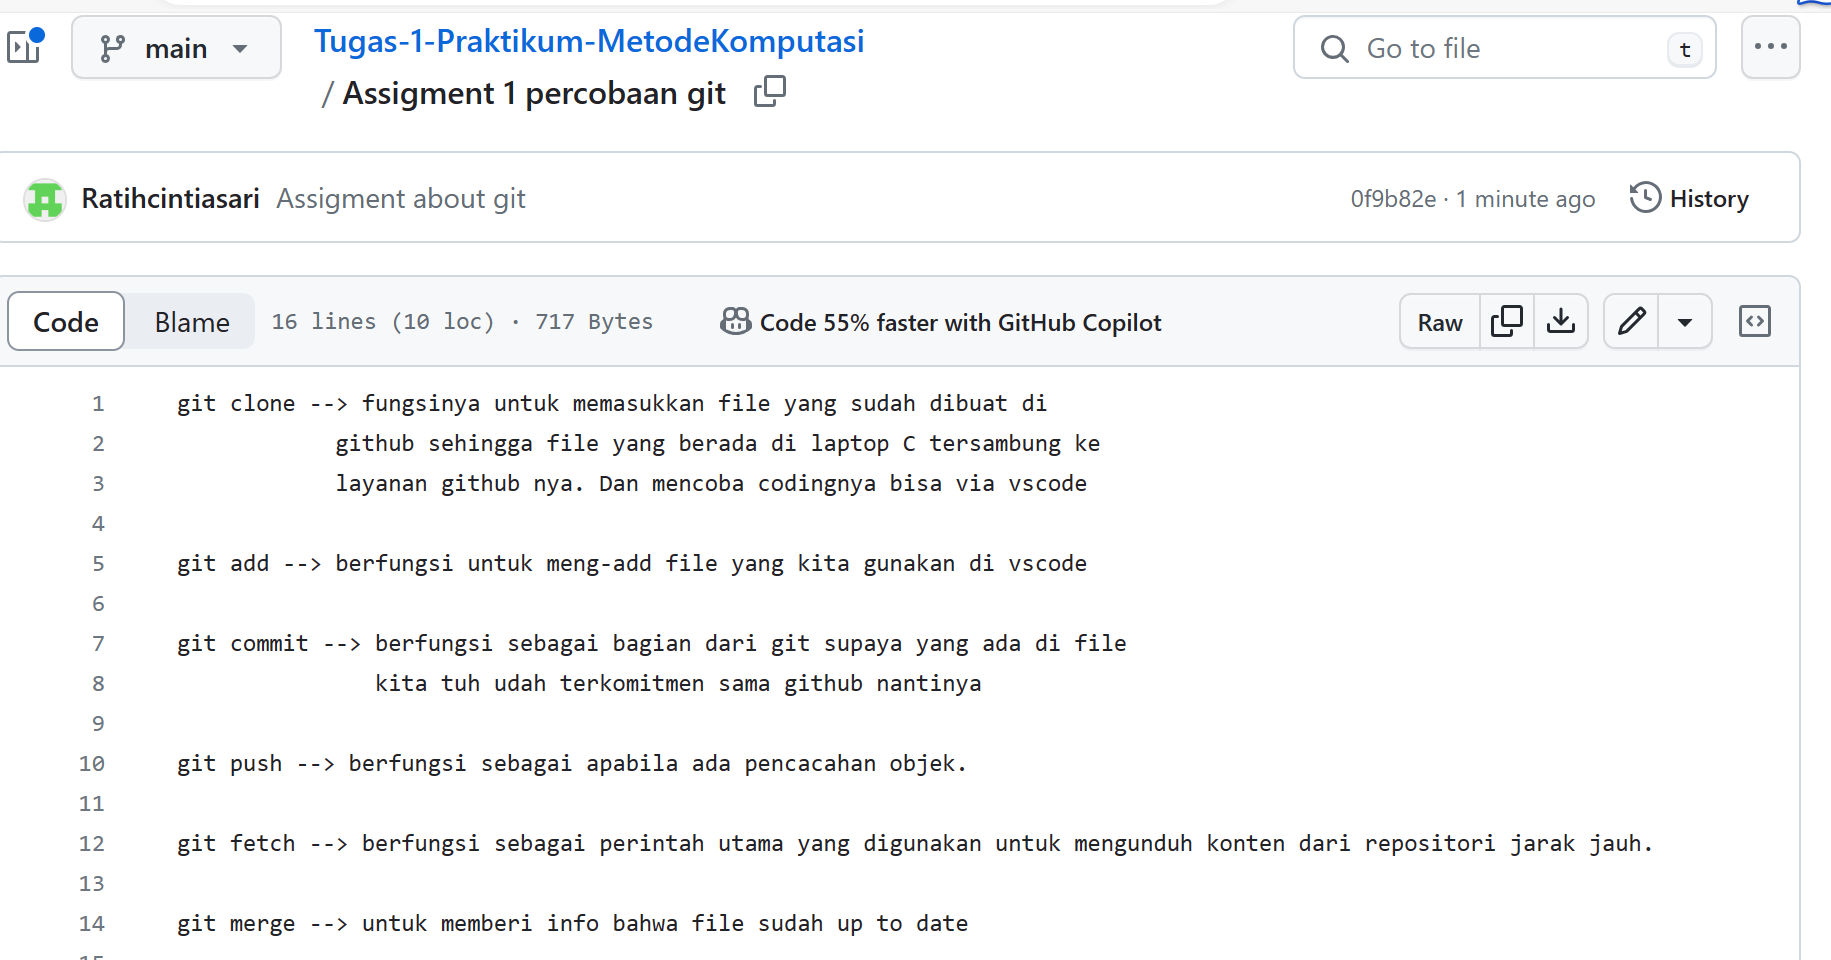 main
Tugas-1-Praktikum-MetodeKomputasi
/ Assigment 1 percobaan git
Go to file
t
Ratihcintiasari Assigment about git
0f9b82e · 1 minute ago
History
Code
Blame
16 lines (10 loc) · 717 Bytes
Code 55% faster with GitHub Copilot
Raw
1 git clone --> fungsinya untuk memasukkan file yang sudah dibuat di
2 github sehingga file yang berada di laptop C tersambung ke
3 layanan github nya. Dan mencoba codingnya bisa via vscode
4
5 git add --> berfungsi untuk meng-add file yang kita gunakan di vscode
6
7 git commit --> berfungsi sebagai bagian dari git supaya yang ada di file
8 kita tuh udah terkomitmen sama github nantinya
9
10 git push --> berfungsi sebagai apabila ada pencacahan objek.
11
12 git fetch --> berfungsi sebagai perintah utama yang digunakan untuk mengunduh konten dari repositori jarak jauh.
13
14 git merge --> untuk memberi info bahwa file sudah up to date
15